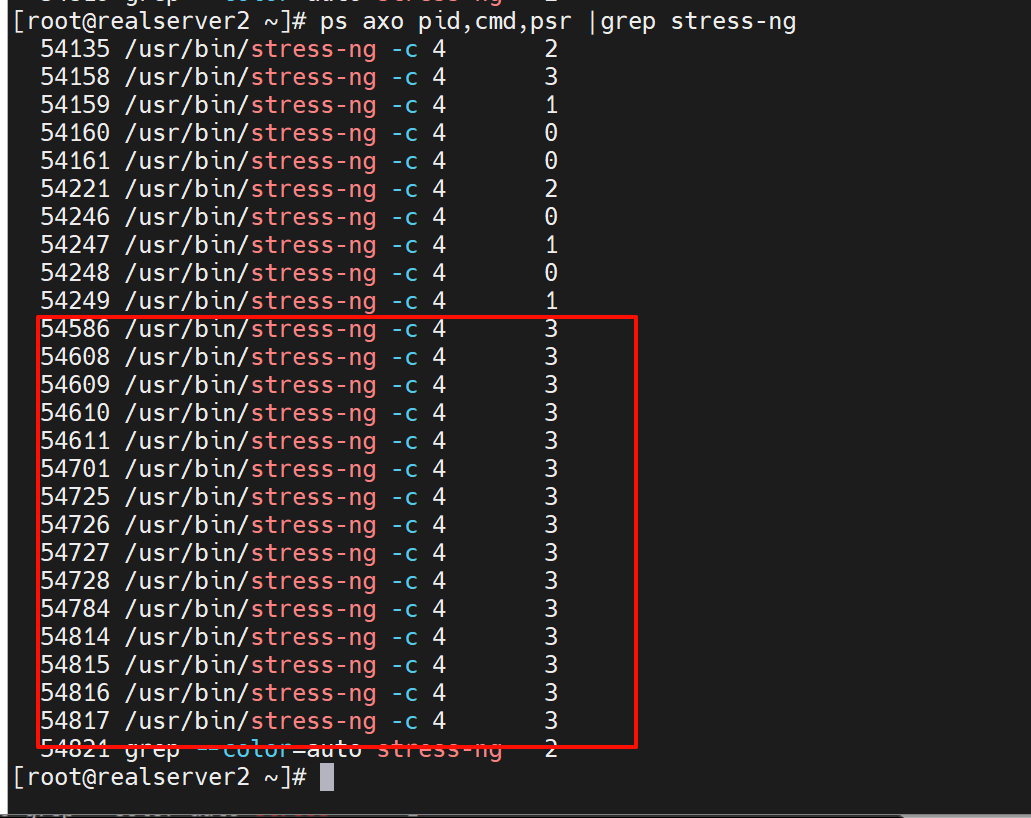 [root@realserver2 ~]# ps axo pid,cmd,psr |grep stress-ng
54135 /usr/bin/stress-ng -c 4 2
54158 /usr/bin/stress-ng -c 4 3
54159 /usr/bin/stress-ng -c 4 1
54160 /usr/bin/stress-ng -c 4 0
54161 /usr/bin/stress-ng -c 4 0
54221 /usr/bin/stress-ng -c 4 2
54246 /usr/bin/stress-ng -c 4 0
54247 /usr/bin/stress-ng -c 4 1
54248 /usr/bin/stress-ng -c 4 0
54249 /usr/bin/stress-ng -c 4 1
54586 /usr/bin/stress-ng -c 4 3
54608 /usr/bin/stress-ng -c 4 3
54609 /usr/bin/stress-ng -c 4 3
54610 /usr/bin/stress-ng -c 4 3
54611 /usr/bin/stress-ng -c 4 3
54701 /usr/bin/stress-ng -c 4 3
54725 /usr/bin/stress-ng -c 4 3
54726 /usr/bin/stress-ng -c 4 3
54727 /usr/bin/stress-ng -c 4 3
54728 /usr/bin/stress-ng -c 4 3
54784 /usr/bin/stress-ng -c 4 3
54814 /usr/bin/stress-ng -c 4 3
54815 /usr/bin/stress-ng -c 4 3
54816 /usr/bin/stress-ng -c 4 3
54817 /usr/bin/stress-ng -c 4 3
54821 grep --color=auto stress-ng 2
[root@realserver2 ~]#